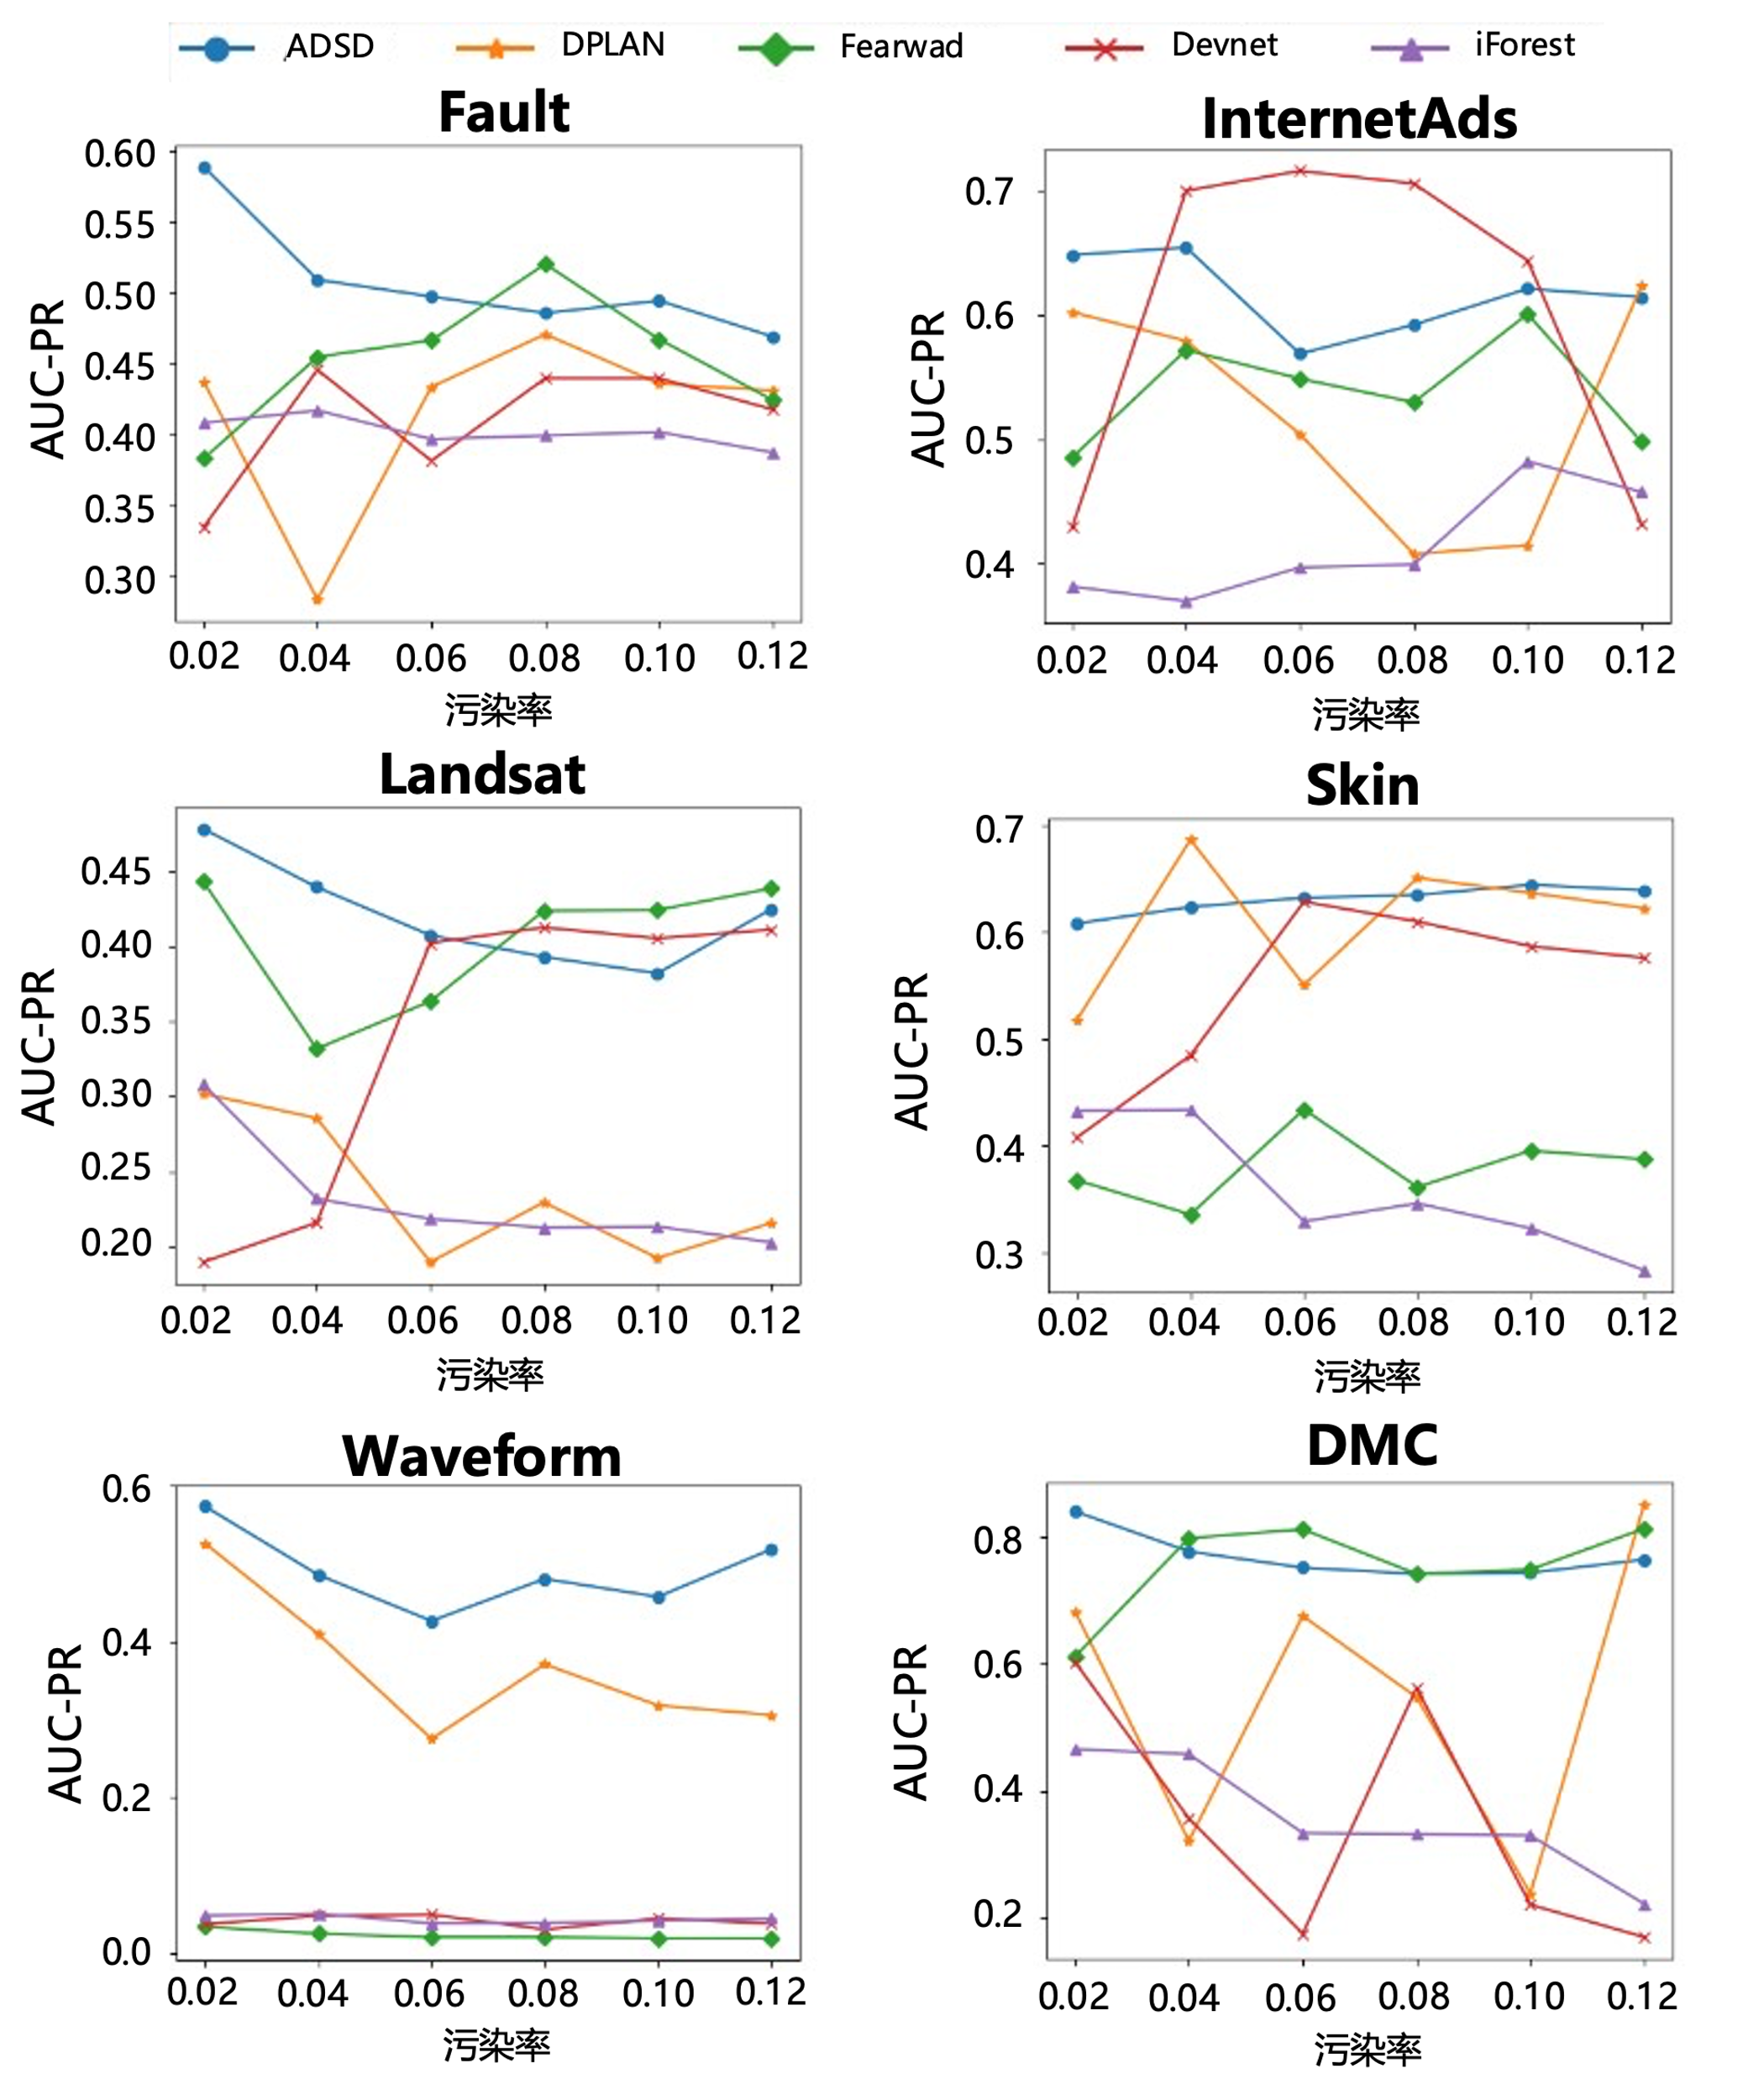 ADSD DPLAN Fearwad Devnet iForest
Fault
AUC-PR
0.60
0.55
0.50
0.45
0.40
0.35
0.30
0.02 0.04 0.06 0.08 0.10 0.12
污染率
InternetAds
AUC-PR
0.7
0.6
0.5
0.4
0.02 0.04 0.06 0.08 0.10 0.12
污染率
Landsat
AUC-PR
0.45
0.40
0.35
0.30
0.25
0.20
0.02 0.04 0.06 0.08 0.10 0.12
污染率
Skin
AUC-PR
0.7
0.6
0.5
0.4
0.3
0.02 0.04 0.06 0.08 0.10 0.12
污染率
Waveform
AUC-PR
0.6
0.4
0.2
0.0
0.02 0.04 0.06 0.08 0.10 0.12
污染率
DMC
AUC-PR
0.8
0.6
0.4
0.2
0.02 0.04 0.06 0.08 0.10 0.12
污染率